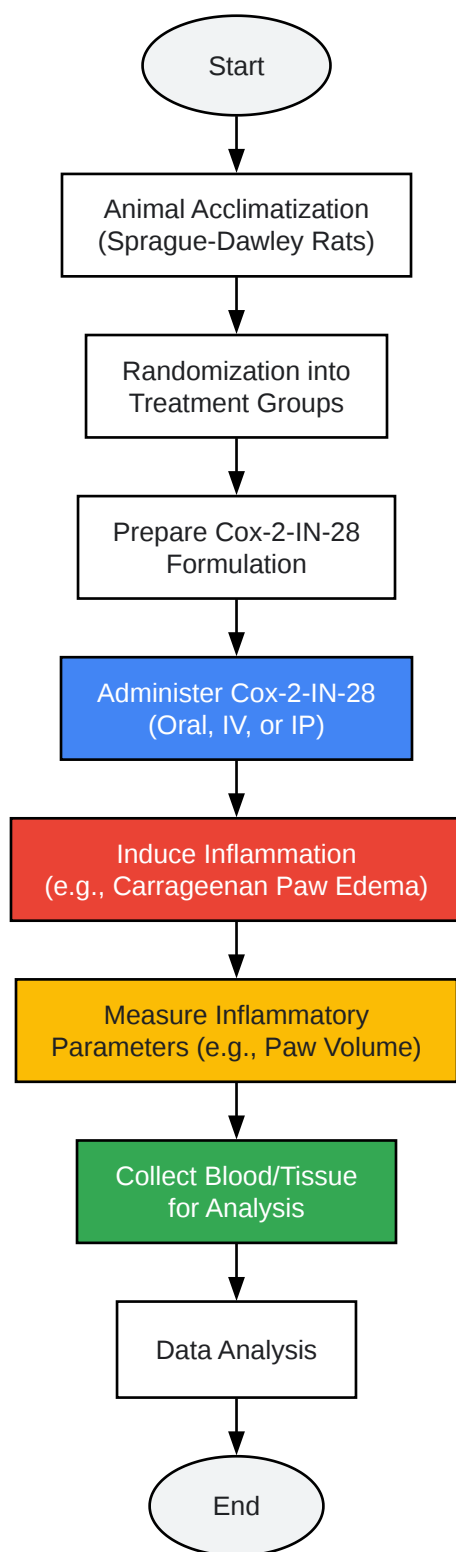 Start
Animal Acclimatization
(Sprague-Dawley Rats)
Randomization into
Treatment Groups
Prepare Cox-2-IN-28
Formulation
Administer Cox-2-IN-28
(Oral, IV, or IP)
Induce Inflammation
(e.g., Carrageenan Paw Edema)
Measure Inflammatory
Parameters (e.g., Paw Volume)
Collect Blood/Tissue
for Analysis
Data Analysis
End